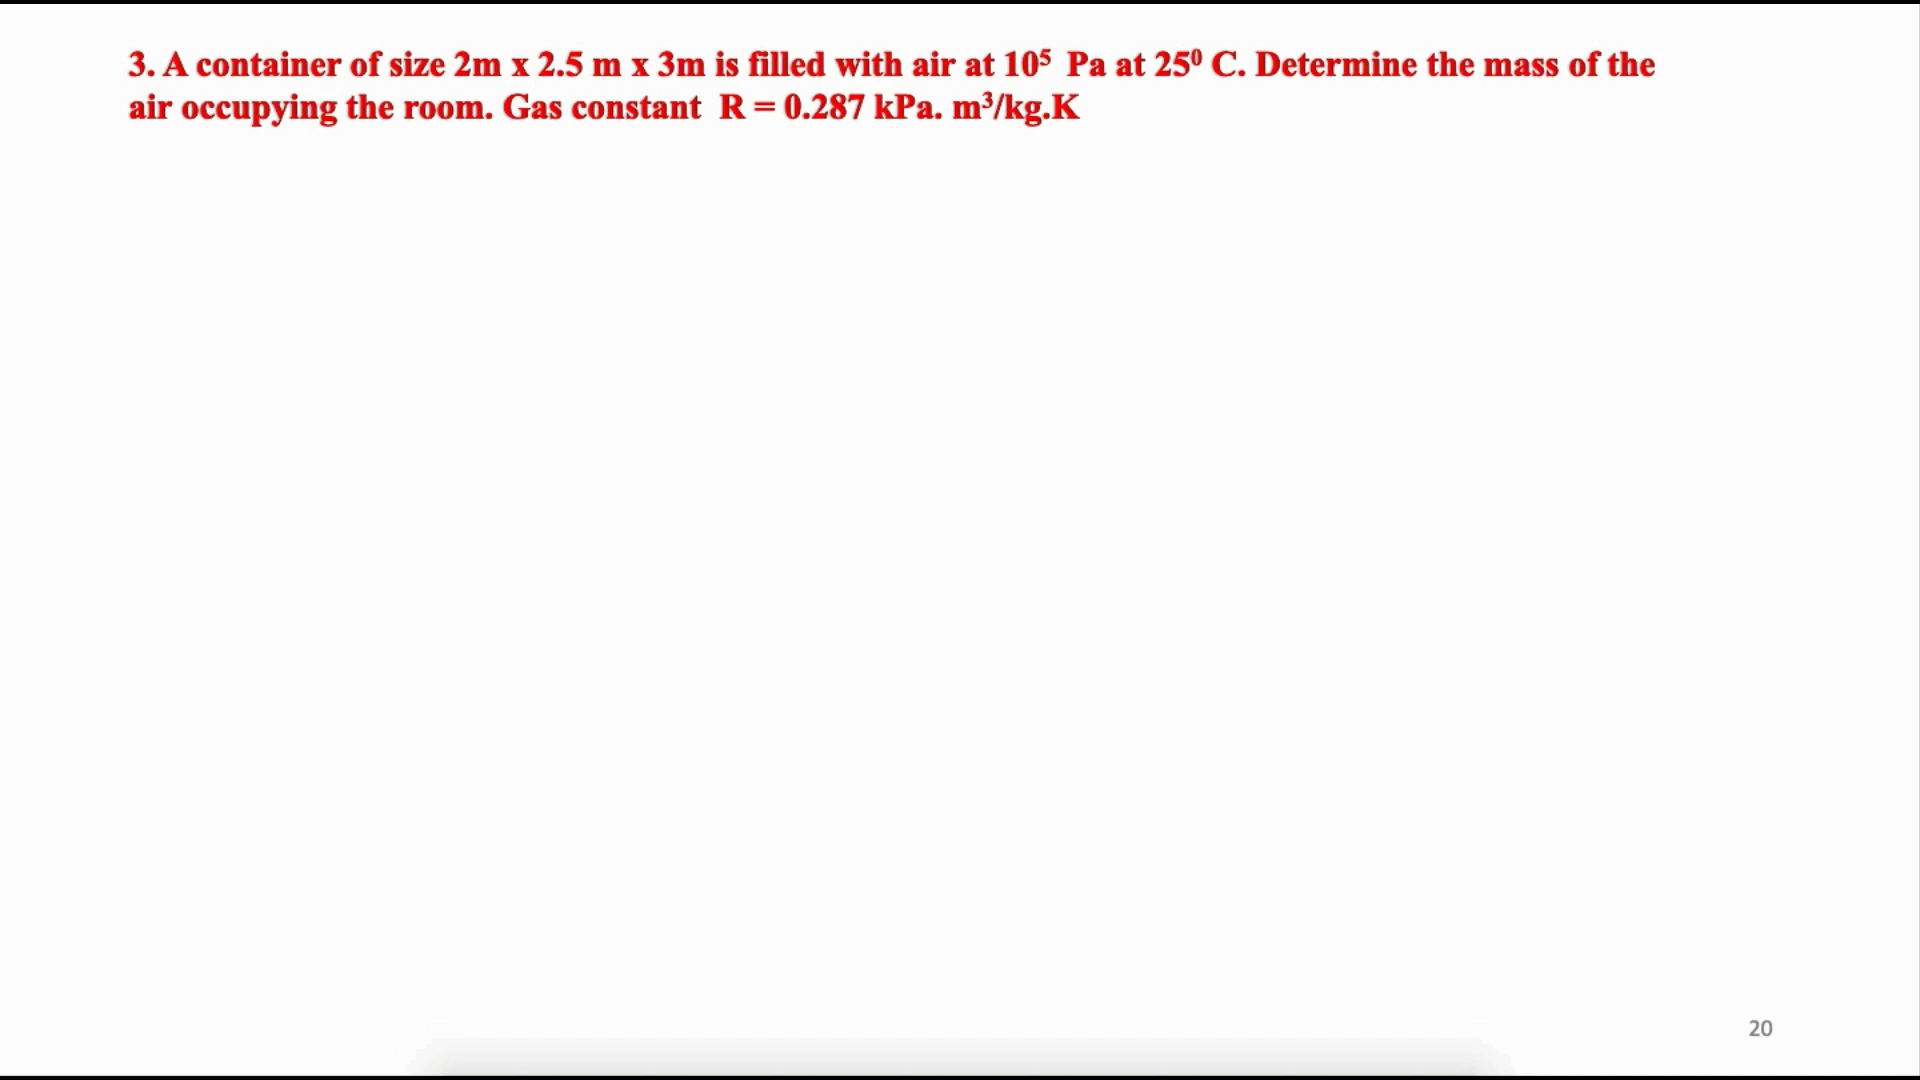 3. A container of size 2m x 2.5 m x 3m is filled with air at 10⁵ Pa at 25⁰ C. Determine the mass of the
air occupying the room. Gas constant R = 0.287 kPa. m³/kg.K
20